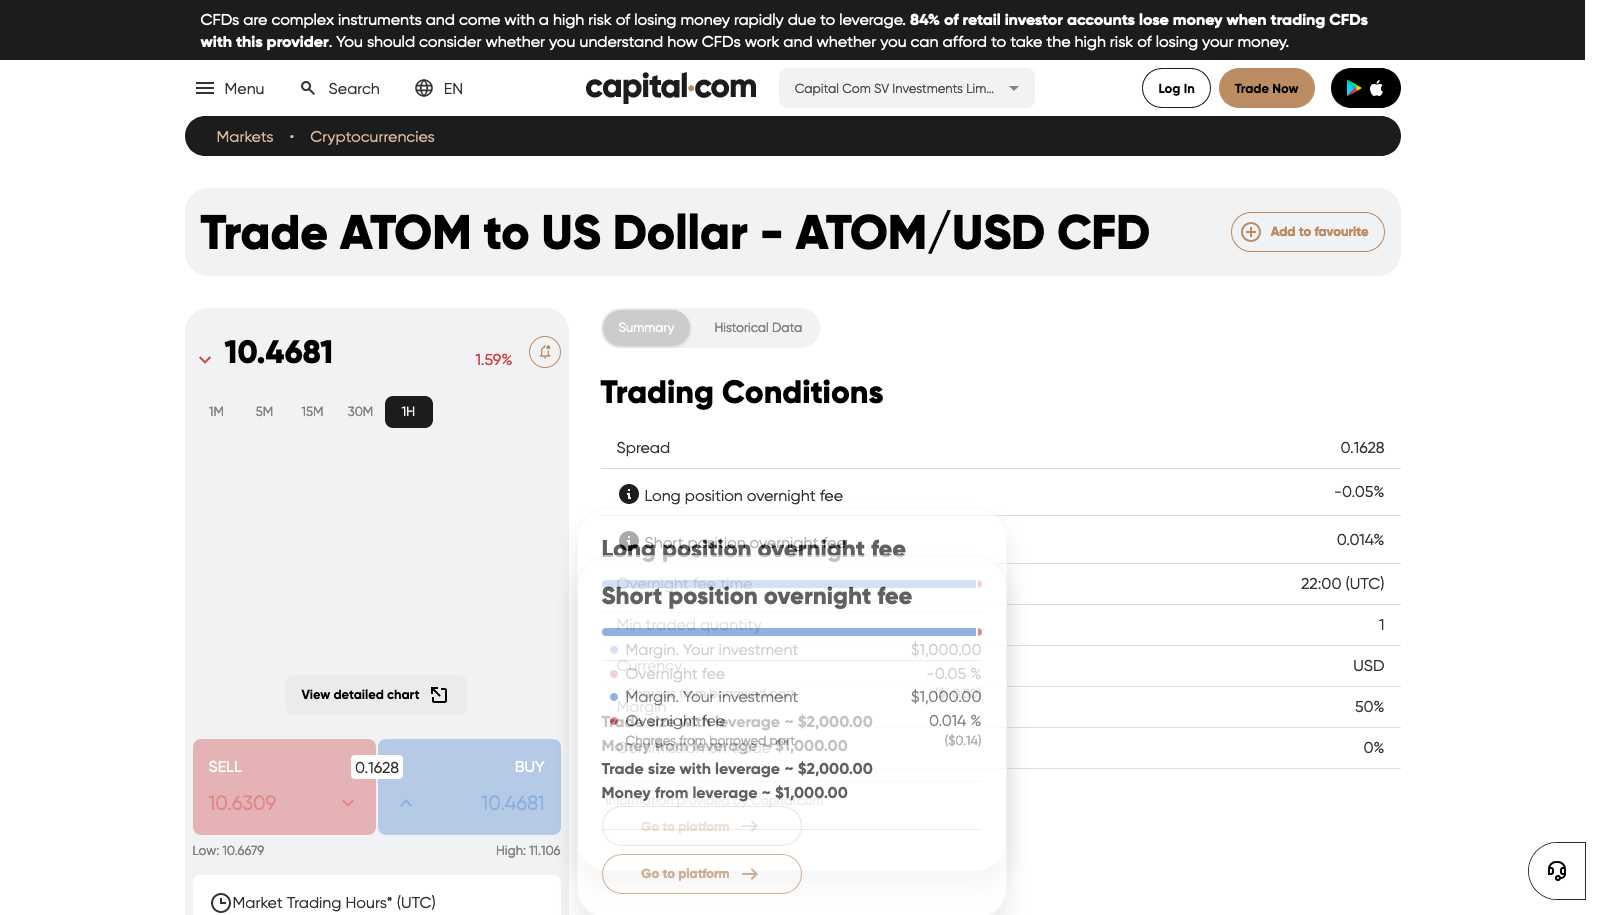 CFDs are complex instruments and come with a high risk of losing money rapidly due to leverage. 84% of retail investor accounts lose money when trading CFDs
with this provider. You should consider whether you understand how CFDs work and whether you can afford to take the high risk of losing your money.
Menu
Search
EN
capital.com
Capital Com SV Investments Lim...
Log In
Trade Now
Markets
Cryptocurrencies
Trade ATOM to US Dollar - ATOM/USD CFD
Add to favourite
10.4681
1.59%
1M
5M
15M
30M
1H
View detailed chart
SELL
0.1628
BUY
10.6309
10.4681
Low: 10.6679
High: 11.106
Market Trading Hours* (UTC)
Summary
Historical Data
Trading Conditions
Spread
0.1628
Long position overnight fee
-0.05%
Short position overnight fee
0.014%
Overnight fee time
22:00 (UTC)
Min traded quantity
1
Currency
USD
Margin
50%
0%
Information provided by Capital.com
Long position overnight fee
Margin. Your investment
$1,000.00
Overnight fee
-0.05 %
Trade size with leverage ~ $2,000.00
Money from leverage ~ $1,000.00
Go to platform
Short position overnight fee
Margin. Your investment
$1,000.00
Overnight fee
0.014 %
Charges from borrowed part
($0.14)
Trade size with leverage ~ $2,000.00
Money from leverage ~ $1,000.00
Go to platform